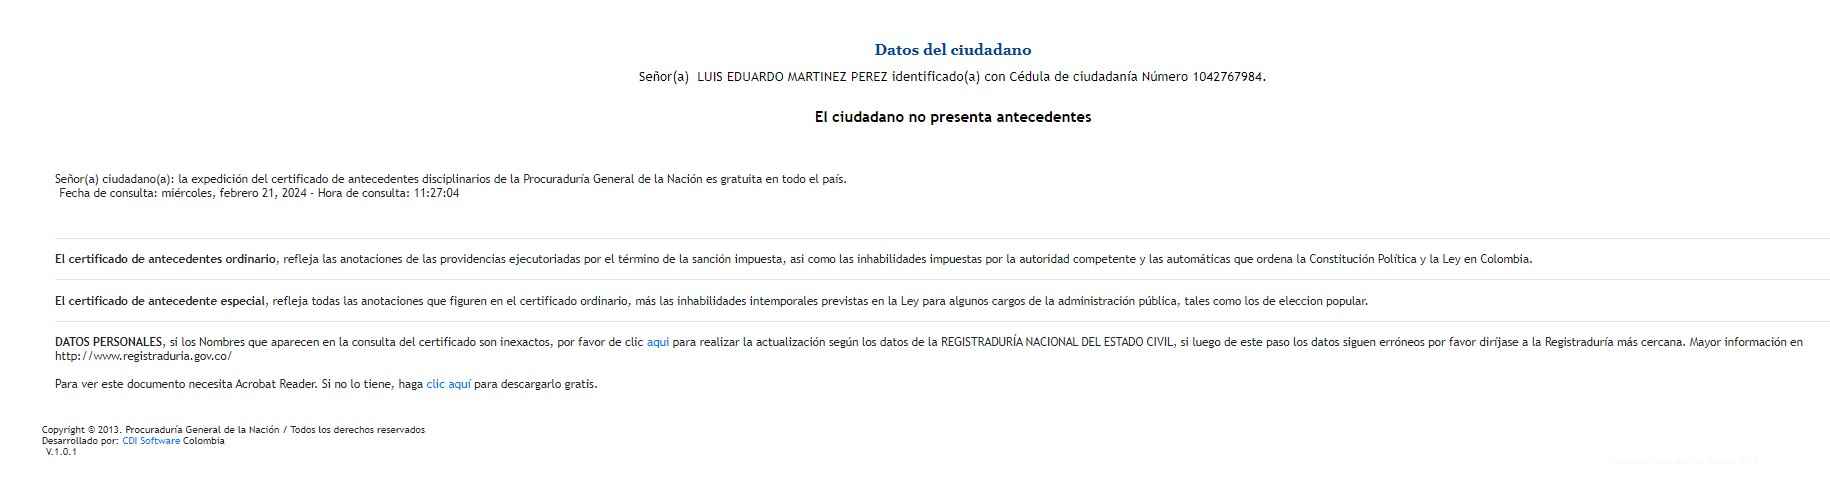 Datos del ciudadano
Señor(a) LUIS EDUARDO MARTINEZ PEREZ identificado(a) con Cédula de ciudadanía Número 1042767984.
El ciudadano no presenta antecedentes
Señor(a) ciudadano(a): la expedición del certificado de antecedentes disciplinarios de la Procuraduría General de la Nación es gratuita en todo el país.
Fecha de consulta: miércoles, febrero 21, 2024 - Hora de consulta: 11:27:04
El certificado de antecedentes ordinario, refleja las anotaciones de las providencias ejecutoriadas por el término de la sanción impuesta, asi como las inhabilidades impuestas por la autoridad competente y las automáticas que ordena la Constitución Política y la Ley en Colombia.
El certificado de antecedente especial, refleja todas las anotaciones que figuren en el certificado ordinario, más las inhabilidades intemporales previstas en la Ley para algunos cargos de la administración pública, tales como los de eleccion popular.
DATOS PERSONALES, si los Nombres que aparecen en la consulta del certificado son inexactos, por favor de clic aqui para realizar la actualización según los datos de la REGISTRADURÍA NACIONAL DEL ESTADO CIVIL, si luego de este paso los datos siguen erróneos por favor diríjase a la Registraduría más cercana. Mayor información en
http://www.registraduria.gov.co/
Para ver este documento necesita Acrobat Reader. Si no lo tiene, haga clic aquí para descargarlo gratis.
Copyright © 2013. Procuraduría General de la Nación / Todos los derechos reservados
Desarrollado por: CDI Software Colombia
V.1.0.1